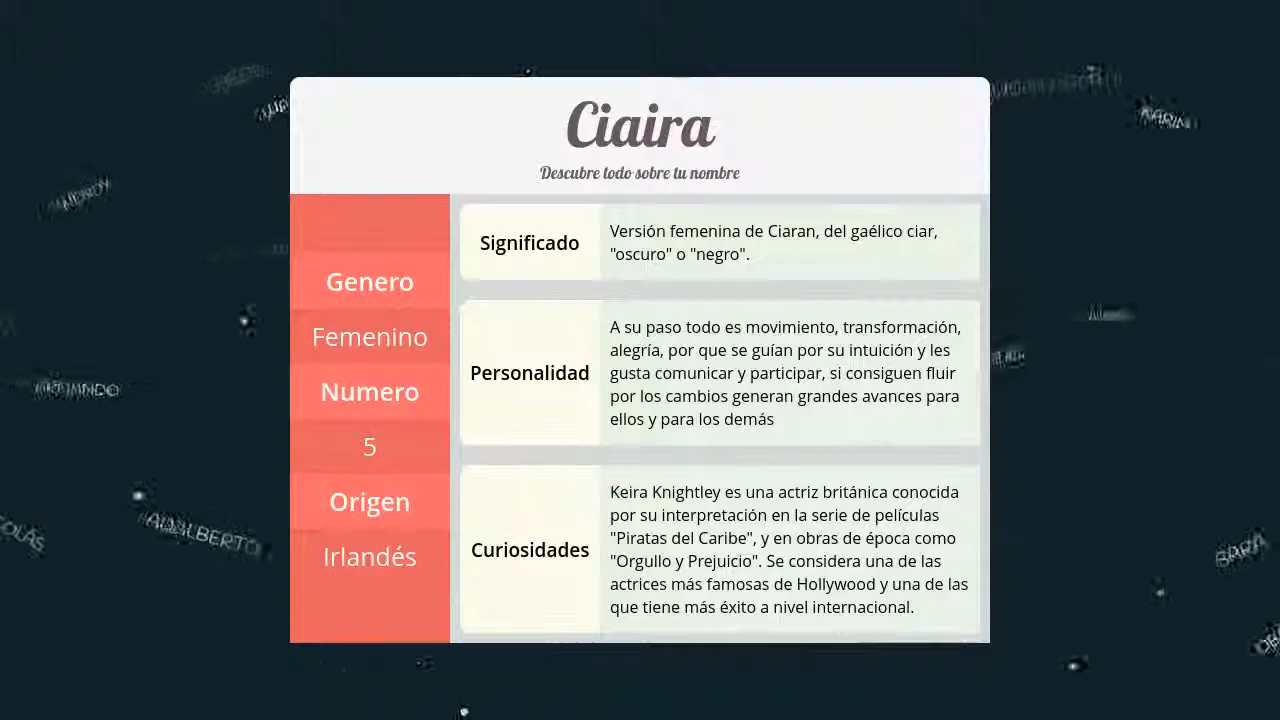 Ciaira
Descubre todo sobre tu nombre
Genero
Femenino
Numero
5
Origen
Irlandés
Significado
Versión femenina de Ciaran, del gaélico ciar,
"oscuro" o "negro".
Personalidad
A su paso todo es movimiento, transformación,
alegría, por que se guían por su intuición y les
gusta comunicar y participar, si consiguen fluir
por los cambios generan grandes avances para
ellos y para los demás
Curiosidades
Keira Knightley es una actriz británica conocida
por su interpretación en la serie de películas
"Piratas del Caribe", y en obras de época como
"Orgullo y Prejuicio". Se considera una de las
actrices más famosas de Hollywood y una de las
que tiene más éxito a nivel internacional.
ADALBERTO